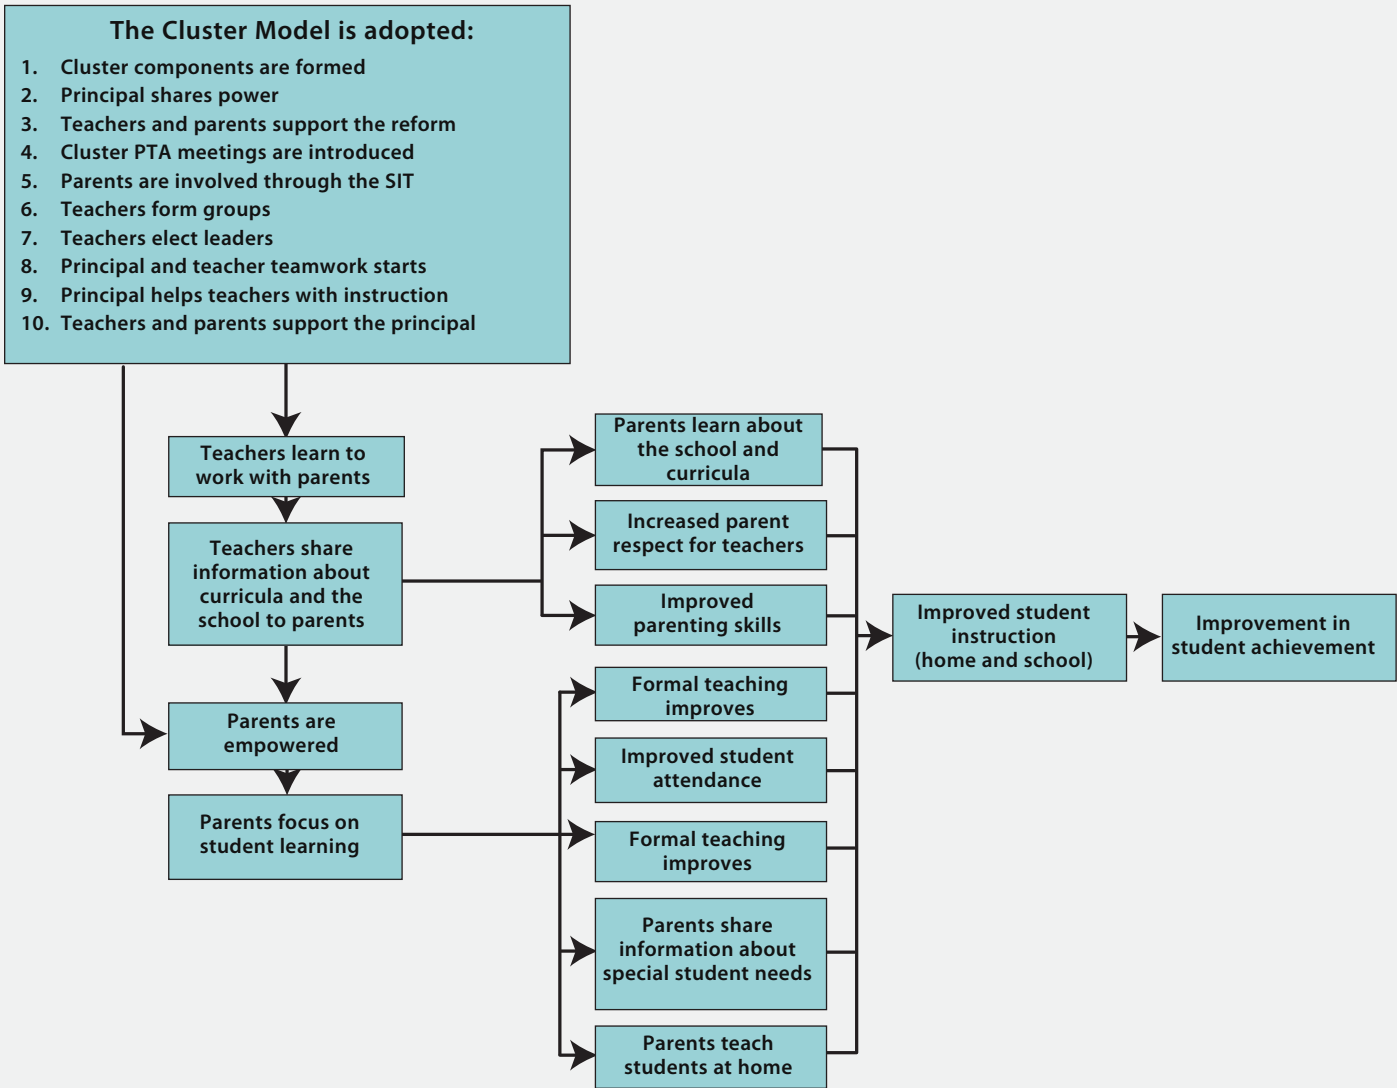 The Cluster Model is adopted:
1. Cluster components are formed
2. Principal shares power
3. Teachers and parents support the reform
4. Cluster PTA meetings are introduced
5. Parents are involved through the SIT
6. Teachers form groups
7. Teachers elect leaders
8. Principal and teacher teamwork starts
9. Principal helps teachers with instruction
10. Teachers and parents support the principal
Teachers learn to
work with parents
Teachers share
information about
curricula and the
school to parents
Parents are
empowered
Parents focus on
student learning
Parents learn about
the school and
curricula
Increased parent
respect for teachers
Improved
parenting skills
Formal teaching
improves
Improved student
attendance
Formal teaching
improves
Parents share
information about
special student needs
Parents teach
students at home
Improved student
instruction
(home and school)
Improvement in
student achievement